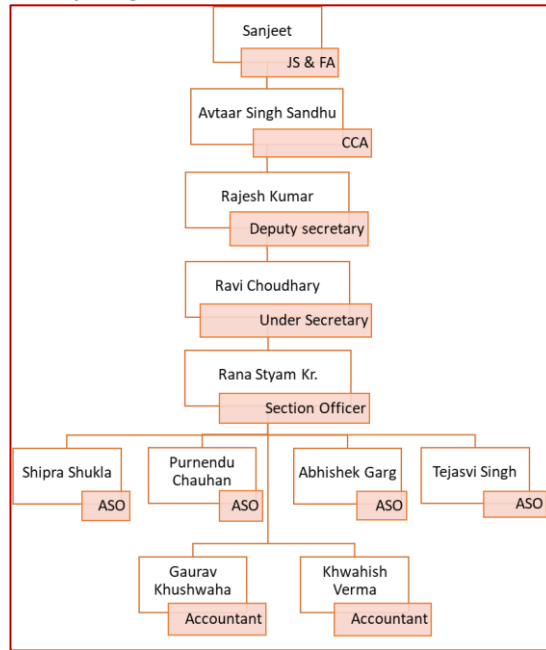 Sanjeet
JS & FA
Avtaar Singh Sandhu
CCA
Rajesh Kumar
Deputy secretary
Ravi Choudhary
Under Secretary
Rana Styam Kr.
Section Officer
Shipra Shukla
ASO
Purnendu
Chauhan
ASO
Abhishek Garg
ASO
Tejasvi Singh
ASO
Gaurav
Khushwaha
Accountant
Khwahish
Verma
Accountant